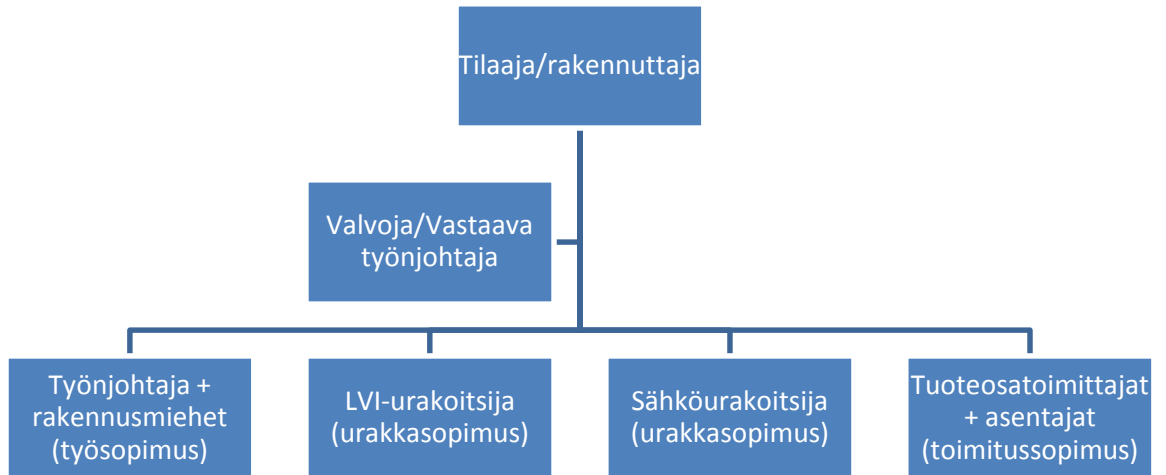 Tilaaja/rakennuttaja
Valvoja/Vastaava
työnjohtaja
Työnjohtaja +
rakennusmiehet
(työsopimus)
LVI-urakoitsija
(urakkasopimus)
Sähköurakoitsija
(urakkasopimus)
Tuoteosatoimittajat
+ asentajat
(toimitussopimus)